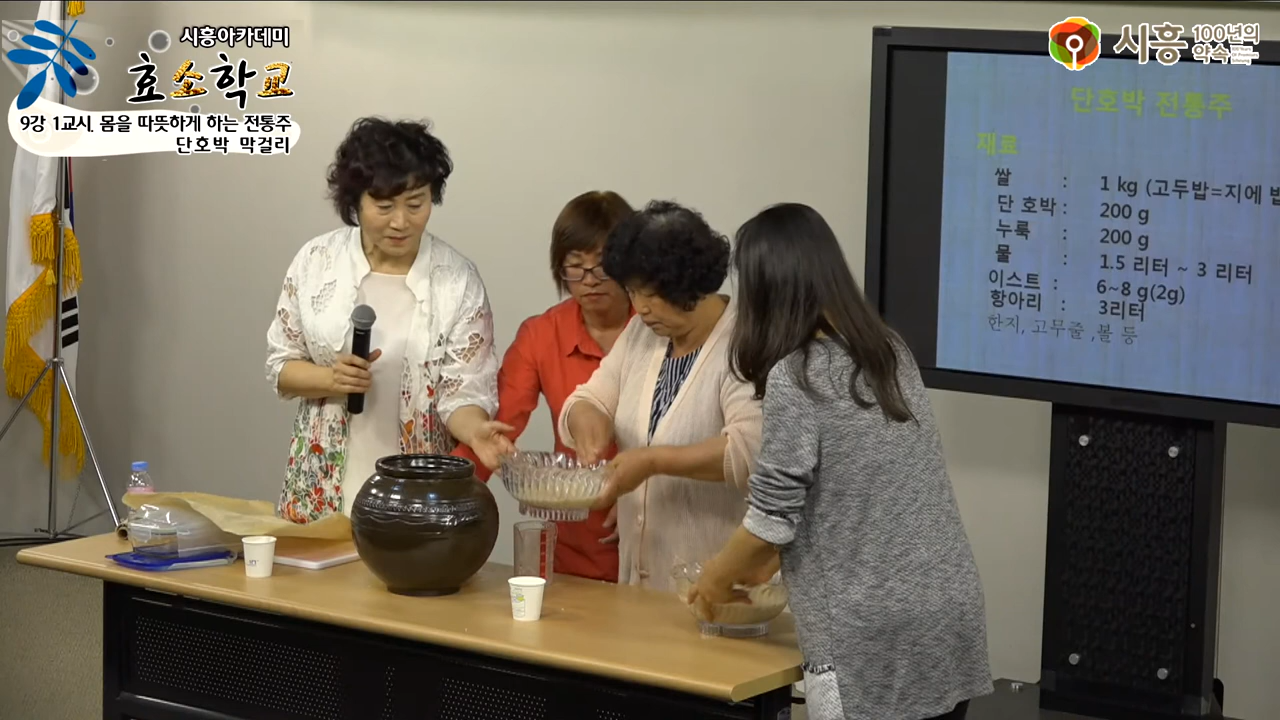 시흥아카데미
효소학교
9강 1교시. 몸을 따뜻하게 하는 전통주
단호박 막걸리
시흥 100년의 약속
단호박 전통주
재료
쌀 : 1 kg (고두밥=지에 밥
단 호박 : 200 g
누룩 : 200 g
물 : 1.5 리터 ~ 3 리터
이스트 : 6~8 g(2g)
항아리 : 3리터
한지, 고무줄 ,볼 등